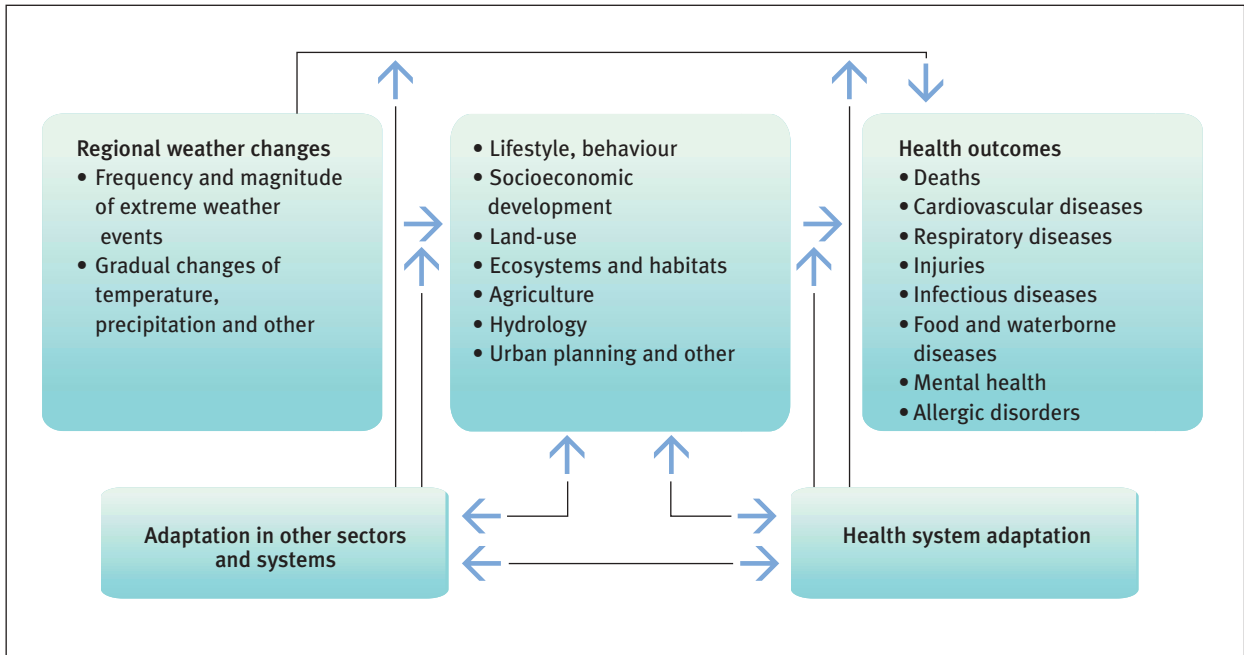 Regional weather changes
• Frequency and magnitude
of extreme weather
events
• Gradual changes of
temperature,
precipitation and other
• Lifestyle, behaviour
• Socioeconomic
development
• Land-use
• Ecosystems and habitats
• Agriculture
• Hydrology
• Urban planning and other
Health outcomes
• Deaths
• Cardiovascular diseases
• Respiratory diseases
• Injuries
• Infectious diseases
• Food and waterborne
diseases
• Mental health
• Allergic disorders
Adaptation in other sectors
and systems
Health system adaptation